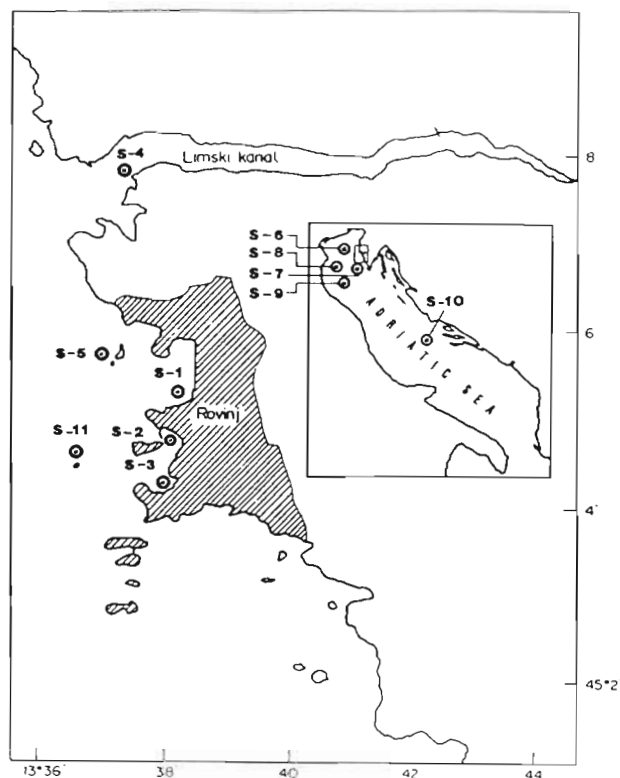 S-4
Limski kanal
8
S-6
S-8
S-7
S-9
S-10
ADRIATIC SEA
6
S-5
S-1
Rovinj
S-11
S-2
S-3
4'
45°2
13°36'
38
40
42
44